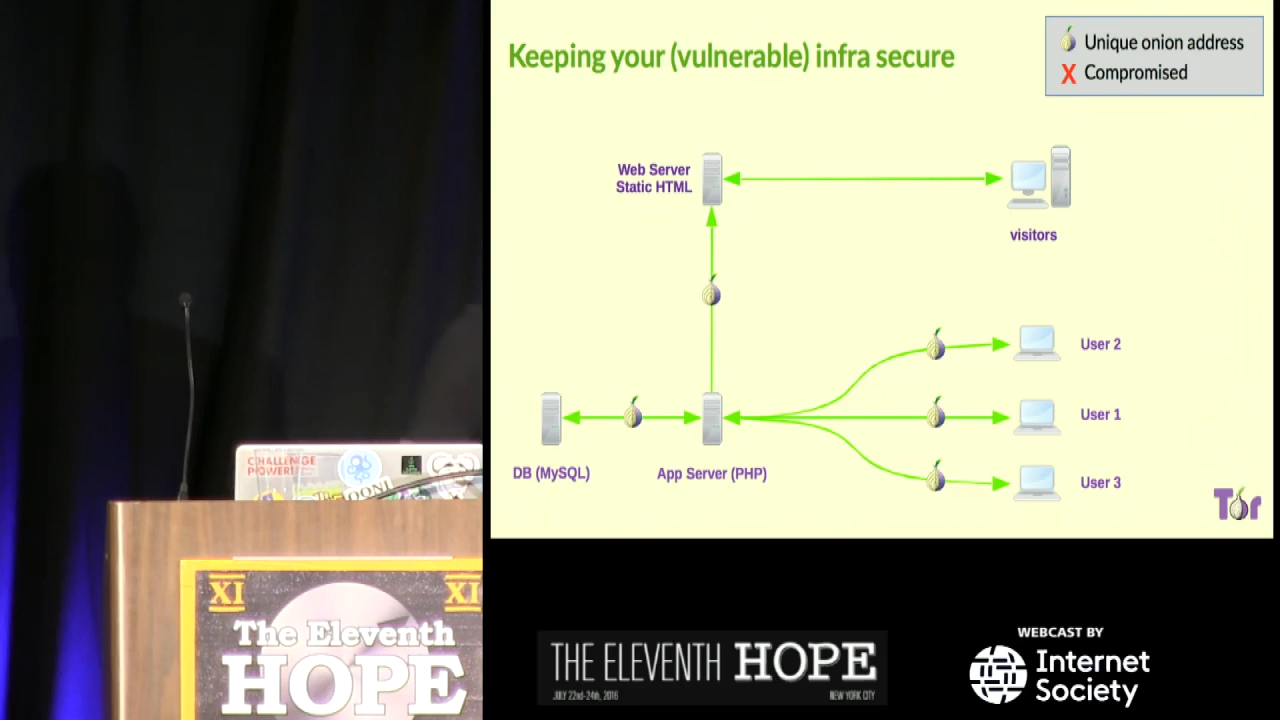 Keeping your (vulnerable) infra secure
Unique onion address
X Compromised
Web Server
Static HTML
visitors
User 2
User 1
User 3
DB (MySQL)
App Server (PHP)
Tor
CHALLENGE
POWER!
OONI
XI XI
The Eleventh
HOPE
THE ELEVENTH HOPE
JULY 22nd-24th, 2016 NEW YORK CITY
WEBCAST BY
Internet
Society